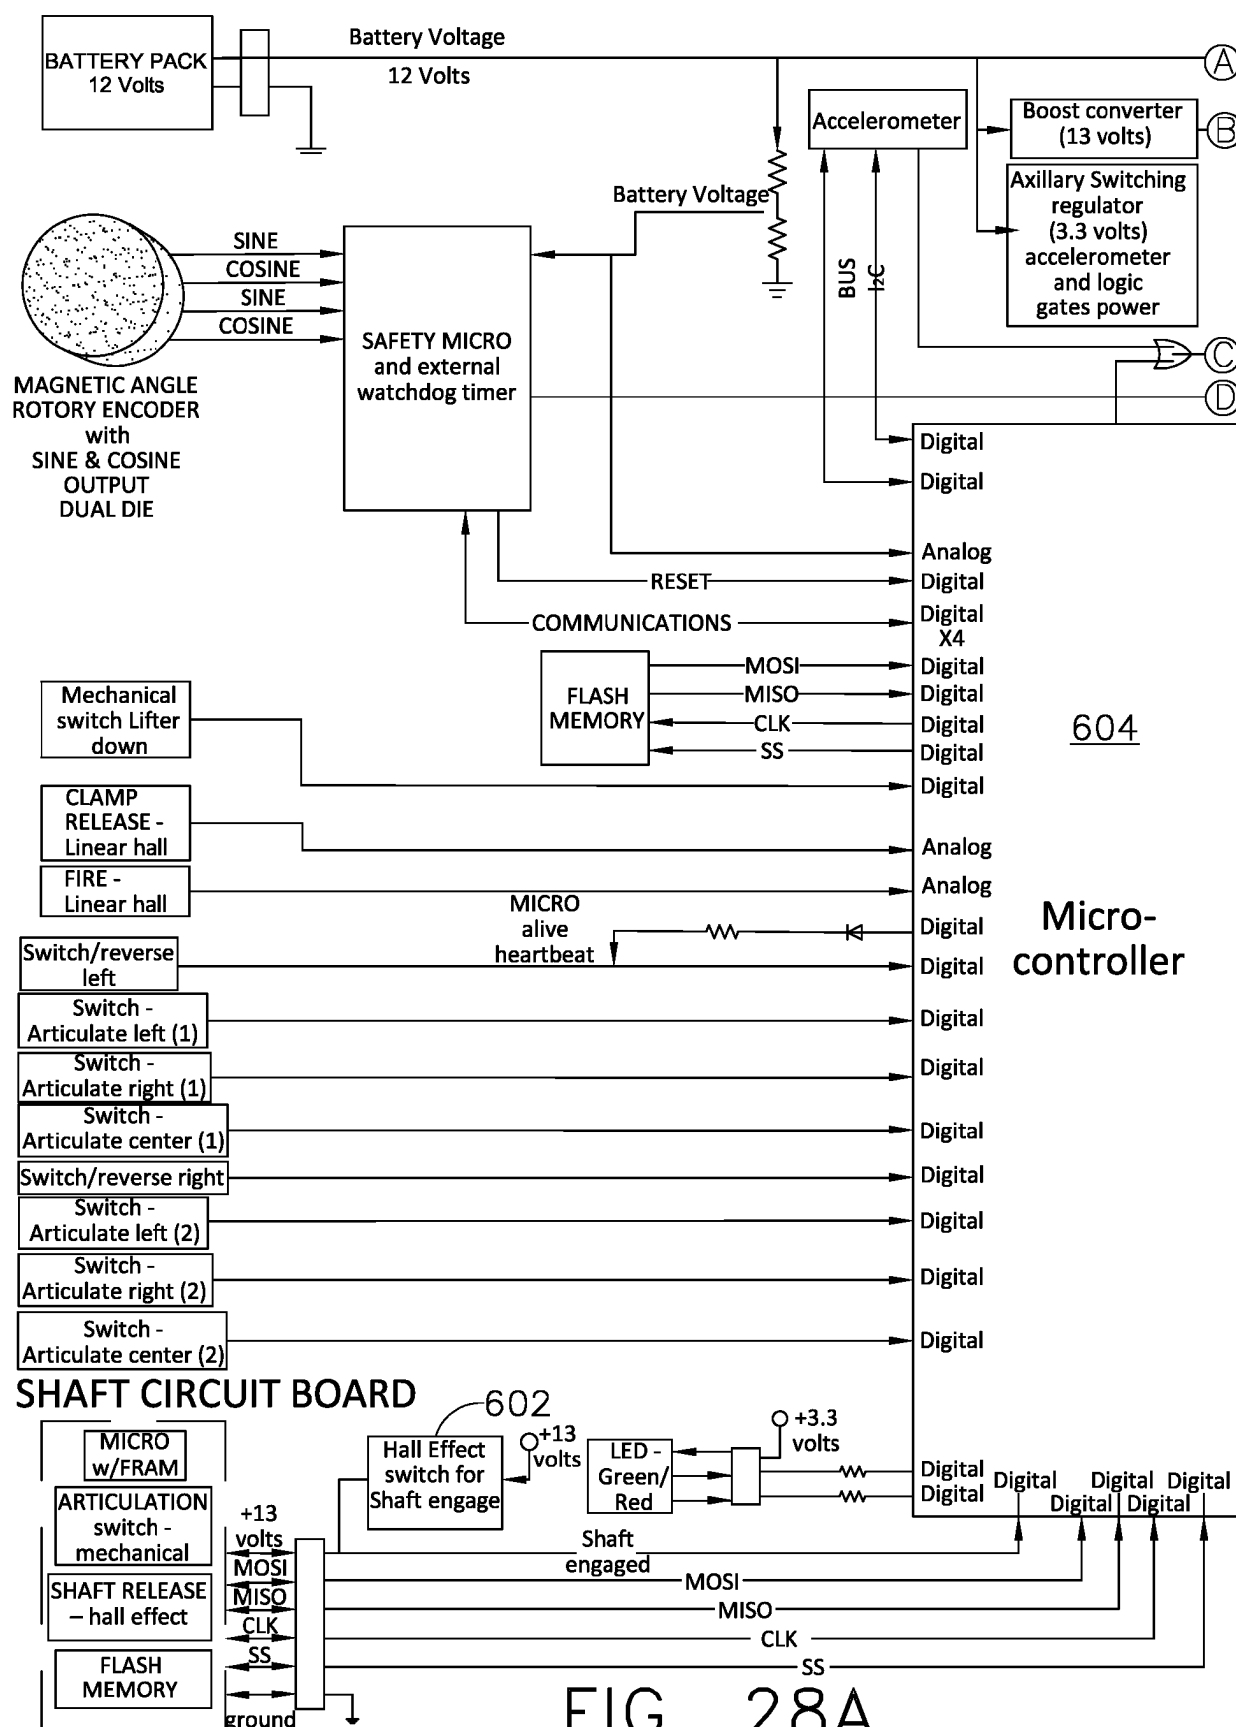 BATTERY PACK
12 Volts
Battery Voltage
12 Volts
A
Accelerometer
Boost converter
(13 volts)
B
Axillary Switching
regulator
(3.3 volts)
accelerometer
and logic
gates power
Battery Voltage
BUS
I2C
SINE
COSINE
SINE
COSINE
SAFETY MICRO
and external
watchdog timer
C
D
MAGNETIC ANGLE
ROTORY ENCODER
with
SINE & COSINE
OUTPUT
DUAL DIE
Digital
Digital
Analog
RESET
Digital
COMMUNICATIONS
Digital
X4
FLASH
MEMORY
MOSI
Digital
MISO
Digital
CLK
Digital
SS
Digital
604
Mechanical
switch Lifter
down
Digital
CLAMP
RELEASE -
Linear hall
Analog
FIRE -
Linear hall
Analog
MICRO
alive
heartbeat
Digital
Micro-
controller
Switch/reverse
left
Digital
Switch -
Articulate left (1)
Digital
Switch -
Articulate right (1)
Digital
Switch -
Articulate center (1)
Digital
Switch/reverse right
Digital
Switch -
Articulate left (2)
Digital
Switch -
Articulate right (2)
Digital
Switch -
Articulate center (2)
Digital
SHAFT CIRCUIT BOARD
602
MICRO
w/FRAM
Hall Effect
switch for
Shaft engage
+13
volts
LED -
Green/
Red
+3.3
volts
Digital
Digital
Digital
Digital
Digital
Digital
Digital
ARTICULATION
switch -
mechanical
+13
volts
Shaft
engaged
SHAFT RELEASE
– hall effect
MOSI
MOSI
MISO
MISO
CLK
CLK
FLASH
MEMORY
SS
SS
ground
FIG. 28A